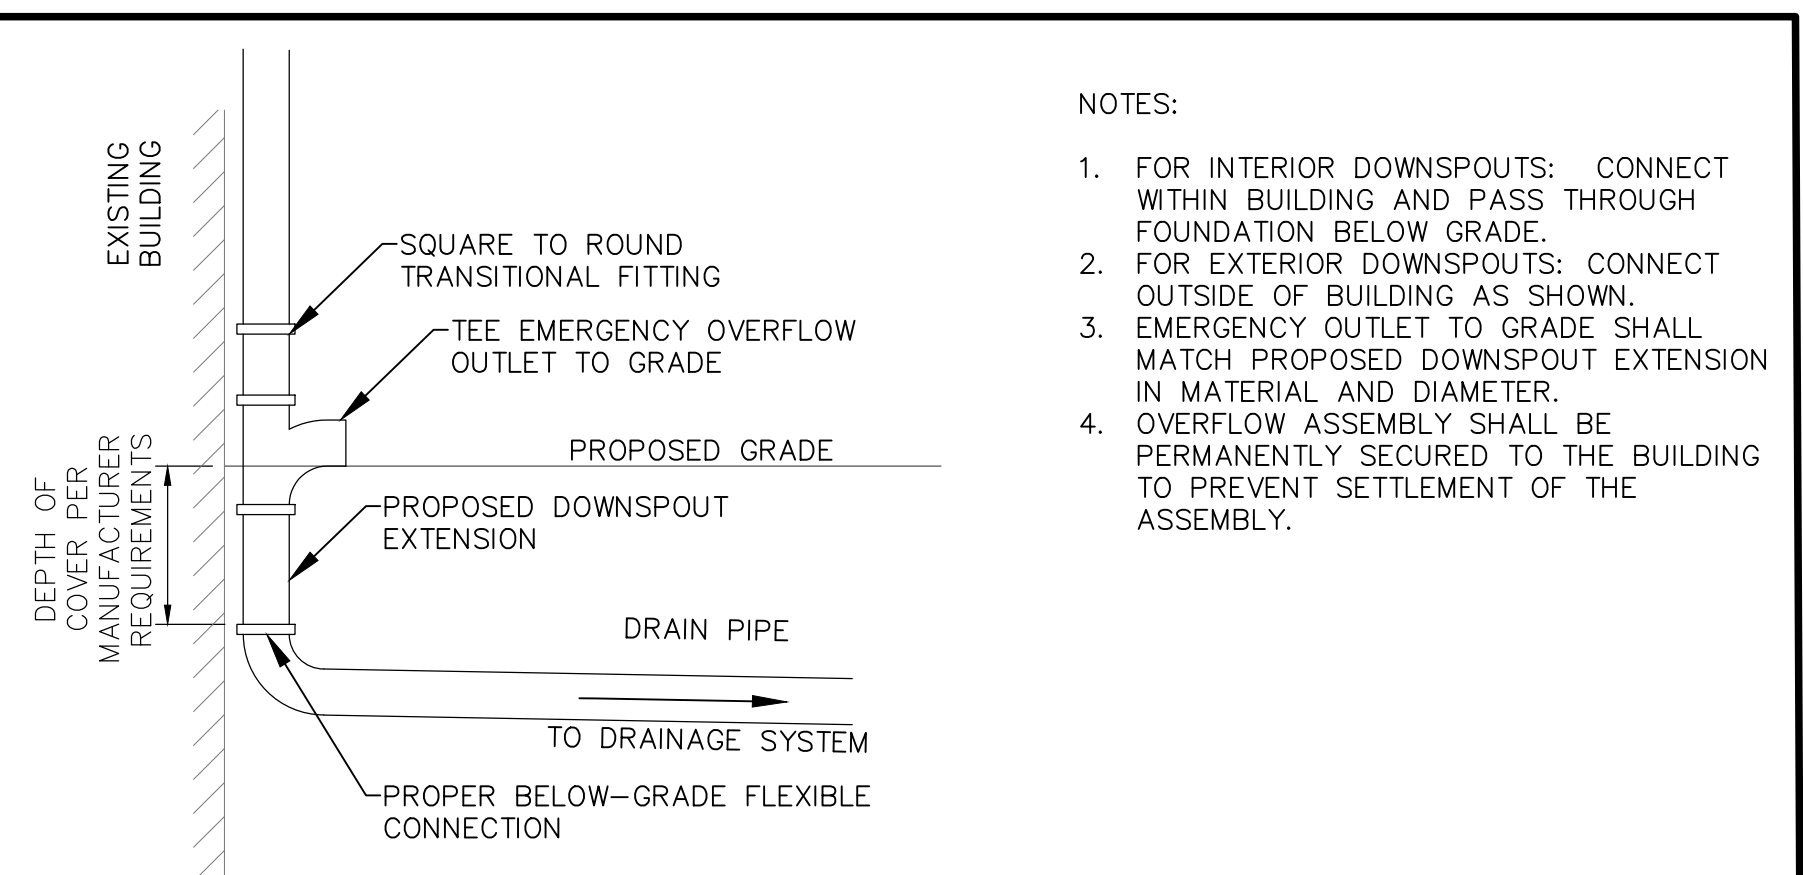 EXISTING
BUILDING
SQUARE TO ROUND
TRANSITIONAL FITTING
TEE EMERGENCY OVERFLOW
OUTLET TO GRADE
PROPOSED GRADE
DEPTH OF
COVER PER
MANUFACTURER
REQUIREMENTS
PROPOSED DOWNSPOUT
EXTENSION
DRAIN PIPE
TO DRAINAGE SYSTEM
PROPER BELOW-GRADE FLEXIBLE
CONNECTION
NOTES:
1. FOR INTERIOR DOWNSPOUTS: CONNECT
WITHIN BUILDING AND PASS THROUGH
FOUNDATION BELOW GRADE.
2. FOR EXTERIOR DOWNSPOUTS: CONNECT
OUTSIDE OF BUILDING AS SHOWN.
3. EMERGENCY OUTLET TO GRADE SHALL
MATCH PROPOSED DOWNSPOUT EXTENSION
IN MATERIAL AND DIAMETER.
4. OVERFLOW ASSEMBLY SHALL BE
PERMANENTLY SECURED TO THE BUILDING
TO PREVENT SETTLEMENT OF THE
ASSEMBLY.